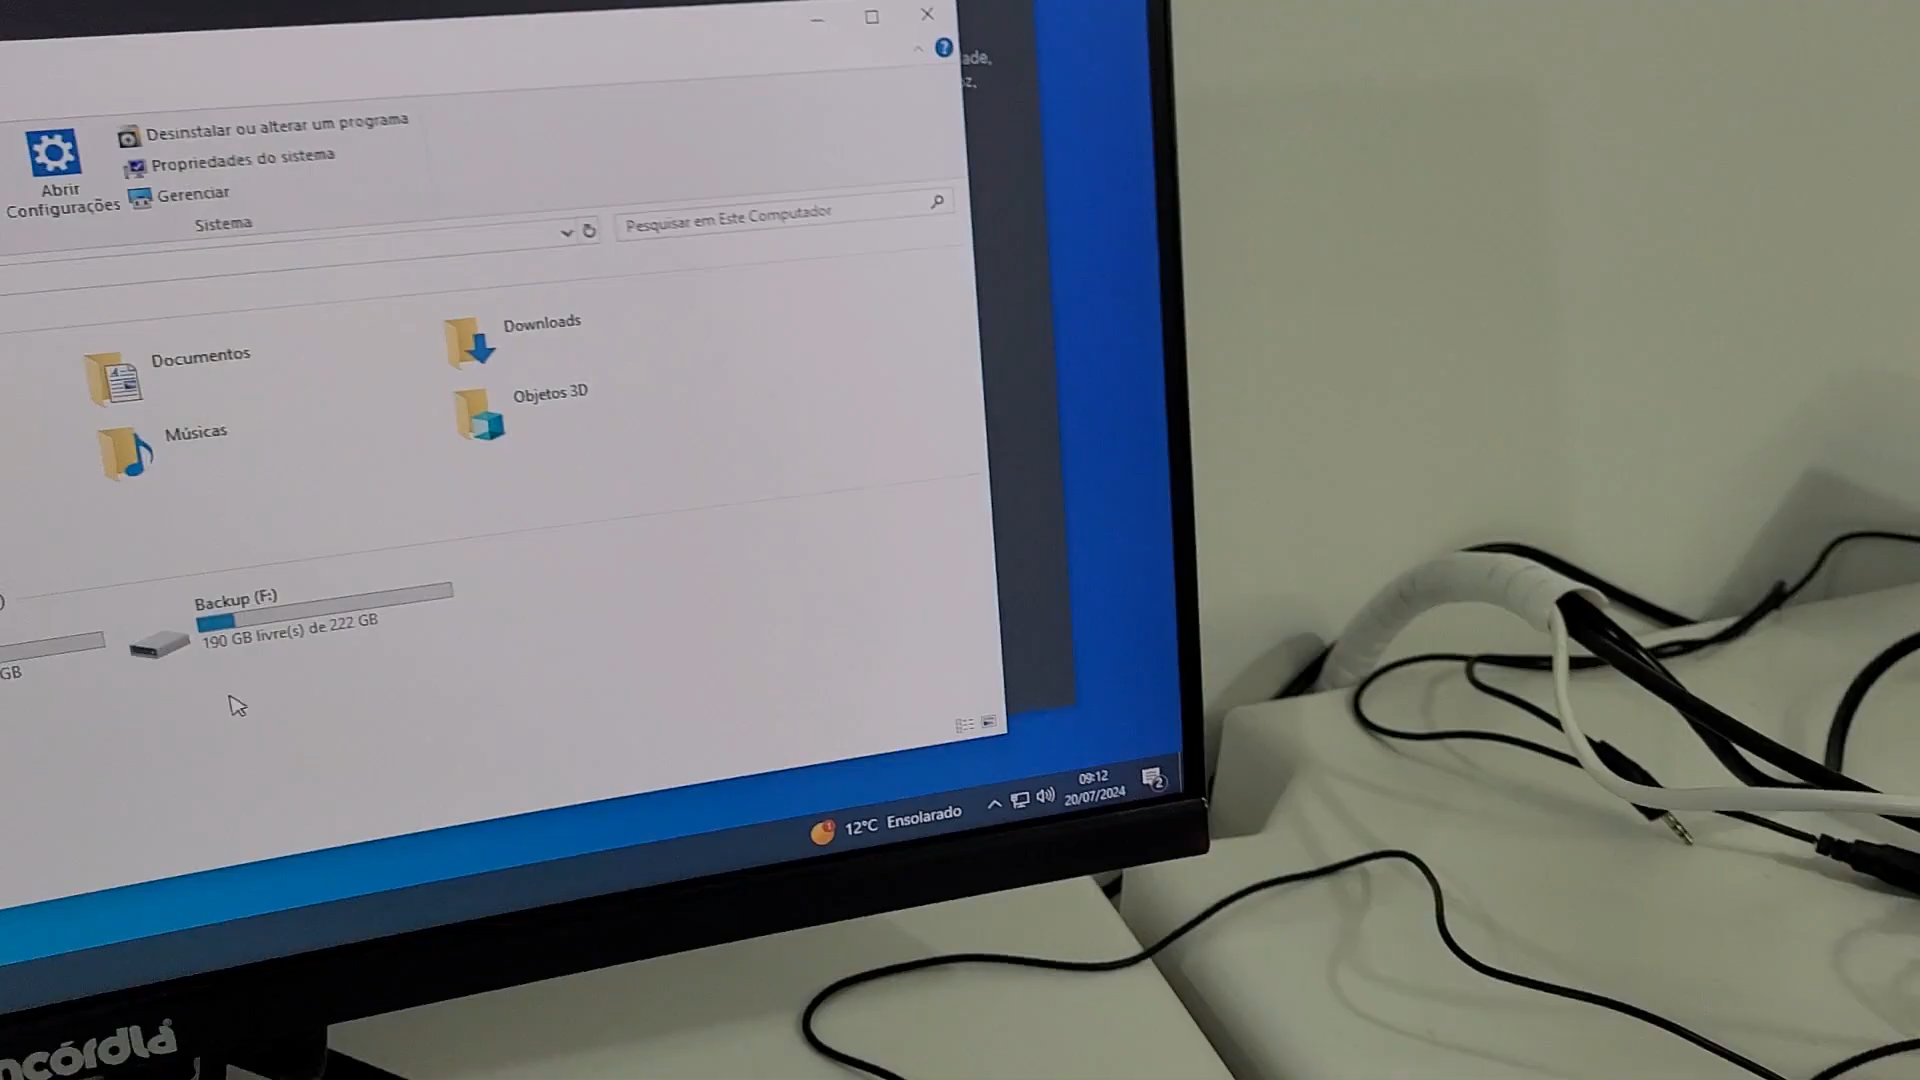 ade,
Desinstalar ou alterar um programa
Propriedades do sistema
Abrir
Configurações
Gerenciar
Sistema
Pesquisar em Este Computador
Documentos
Downloads
Músicas
Objetos 3D
)
Backup (F:)
190 GB livre(s) de 222 GB
GB
12°C Ensolarado
09:12
20/07/2024
2
ncórdia